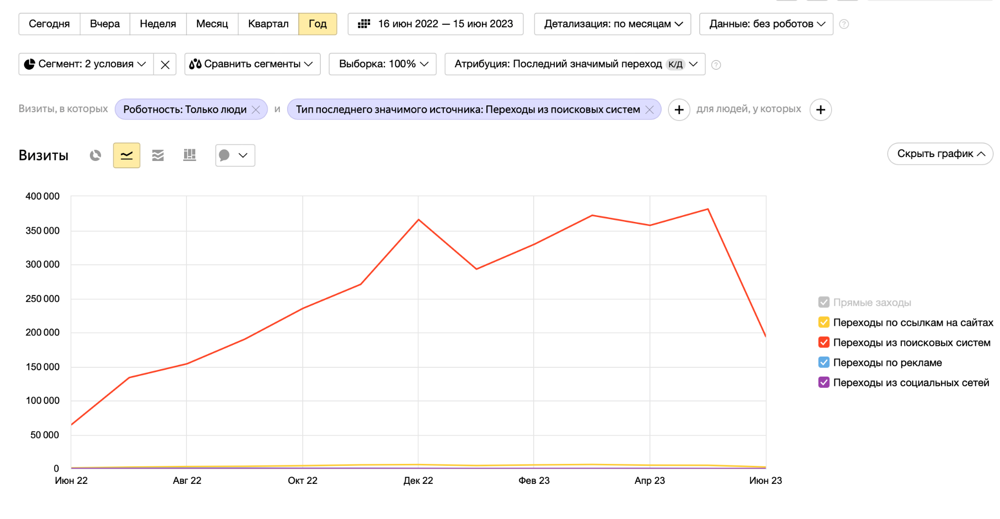 Сегодня Вчера Неделя Месяц Квартал Год 16 июн 2022 — 15 июн 2023 Детализация: по месяцам Данные: без роботов ?
Сегмент: 2 условия Сравнить сегменты Выборка: 100% Атрибуция: Последний значимый переход К/Д ?
Визиты, в которых Роботность: Только люди и Тип последнего значимого источника: Переходы из поисковых систем + для людей, у которых +
Визиты Скрыть график
400 000
350 000
300 000
250 000
200 000
150 000
100 000
50 000
0
Июн 22 Авг 22 Окт 22 Дек 22 Фев 23 Апр 23 Июн 23
Прямые заходы
Переходы по ссылкам на сайтах
Переходы из поисковых систем
Переходы по рекламе
Переходы из социальных сетей